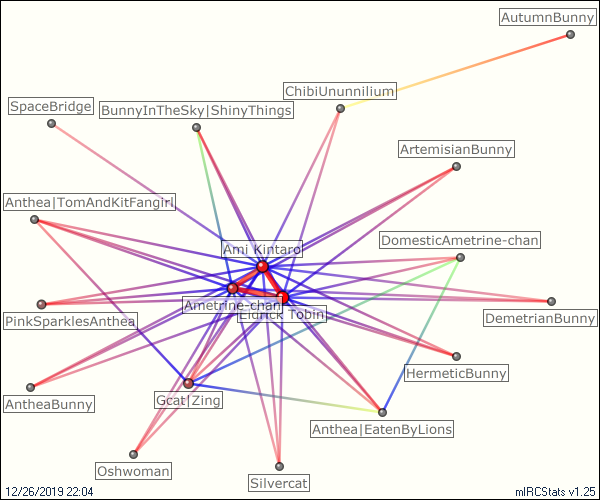 AutumnBunny
ChibiUnunnilium
SpaceBridge
BunnyInTheSky|ShinyThings
ArtemisianBunny
Anthea|TomAndKitFangirl
DomesticAmetrine-chan
Ami Kintaro
Ametrine-chan
Eldrick Tobin
PinkSparklesAnthea
DemetrianBunny
HermeticBunny
AntheaBunny
Gcat|Zing
Anthea|EatenByLions
Oshwoman
Silvercat
12/26/2019 22:04
mIRCStats v1.25